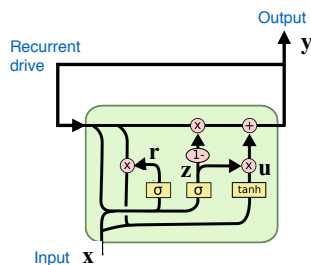 Output
y
Recurrent
drive
x +
r 1-
x z x u
σ σ tanh
Input x